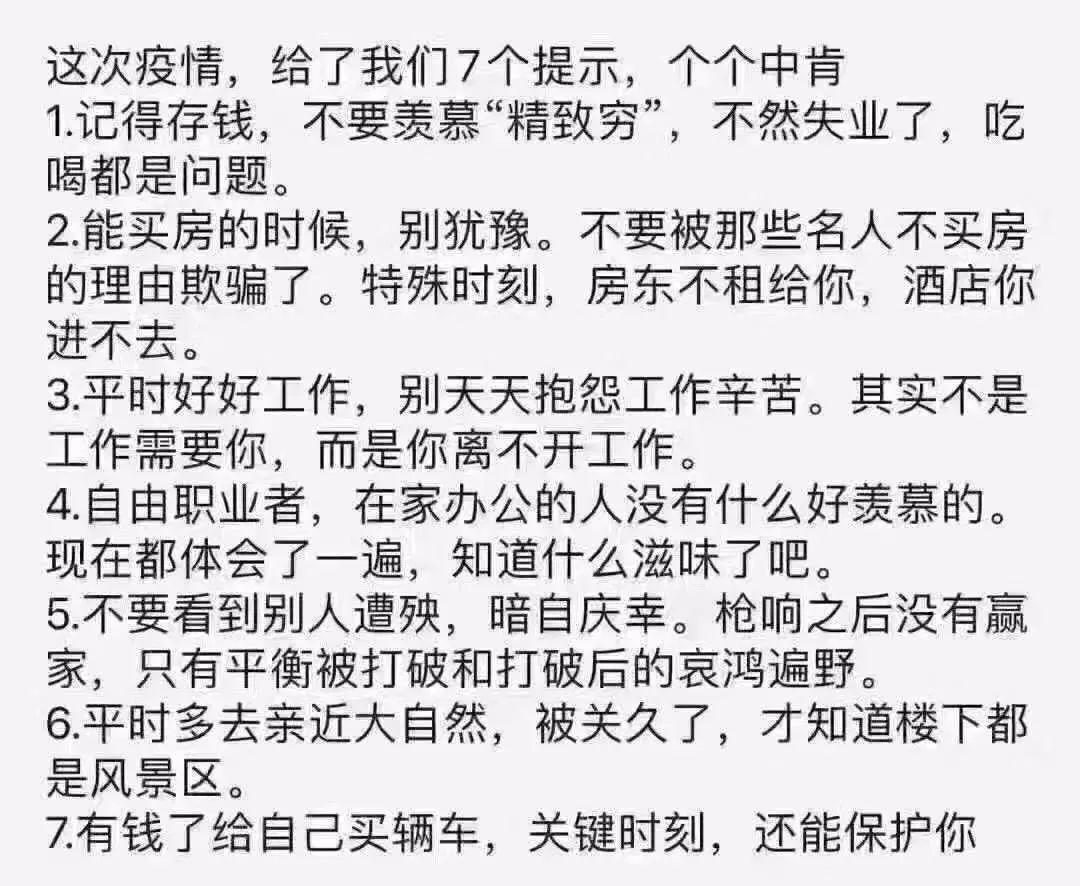 这次疫情，给了我们7个提示，个个中肯
1.记得存钱，不要羡慕“精致穷”，不然失业了，吃
喝都是问题。
2.能买房的时候，别犹豫。不要被那些名人不买房
的理由欺骗了。特殊时刻，房东不租给你，酒店你
进不去。
3.平时好好工作，别天天抱怨工作辛苦。其实不是
工作需要你，而是你离不开工作。
4.自由职业者，在家办公的人没有什么好羡慕的。
现在都体会了一遍，知道什么滋味了吧。
5.不要看到别人遭殃，暗自庆幸。枪响之后没有赢
家，只有平衡被打破和打破后的哀鸿遍野。
6.平时多去亲近大自然，被关久了，才知道楼下都
是风景区。
7.有钱了给自己买辆车，关键时刻，还能保护你